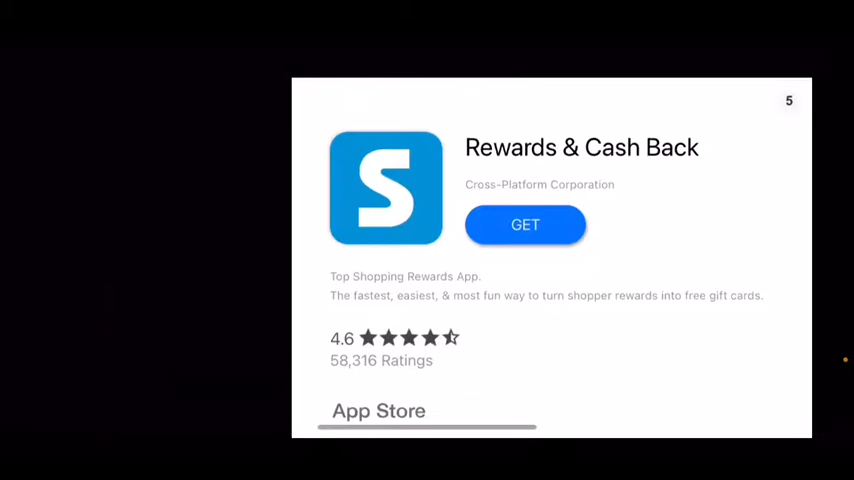 5
S
Rewards & Cash Back
Cross-Platform Corporation
GET
Top Shopping Rewards App.
The fastest, easiest, & most fun way to turn shopper rewards into free gift cards.
4.6
58,316 Ratings
App Store